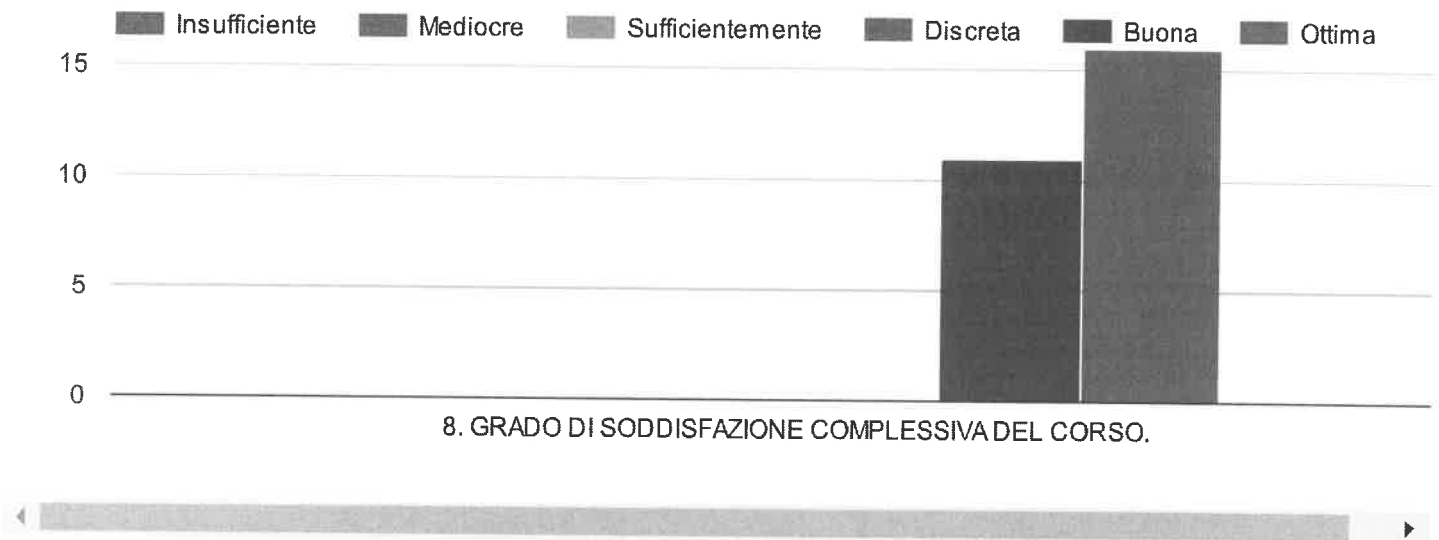 Insufficiente Mediocre Sufficientemente Discreta Buona Ottima
15
10
5
0
8. GRADO DI SODDISFAZIONE COMPLESSIVA DEL CORSO.